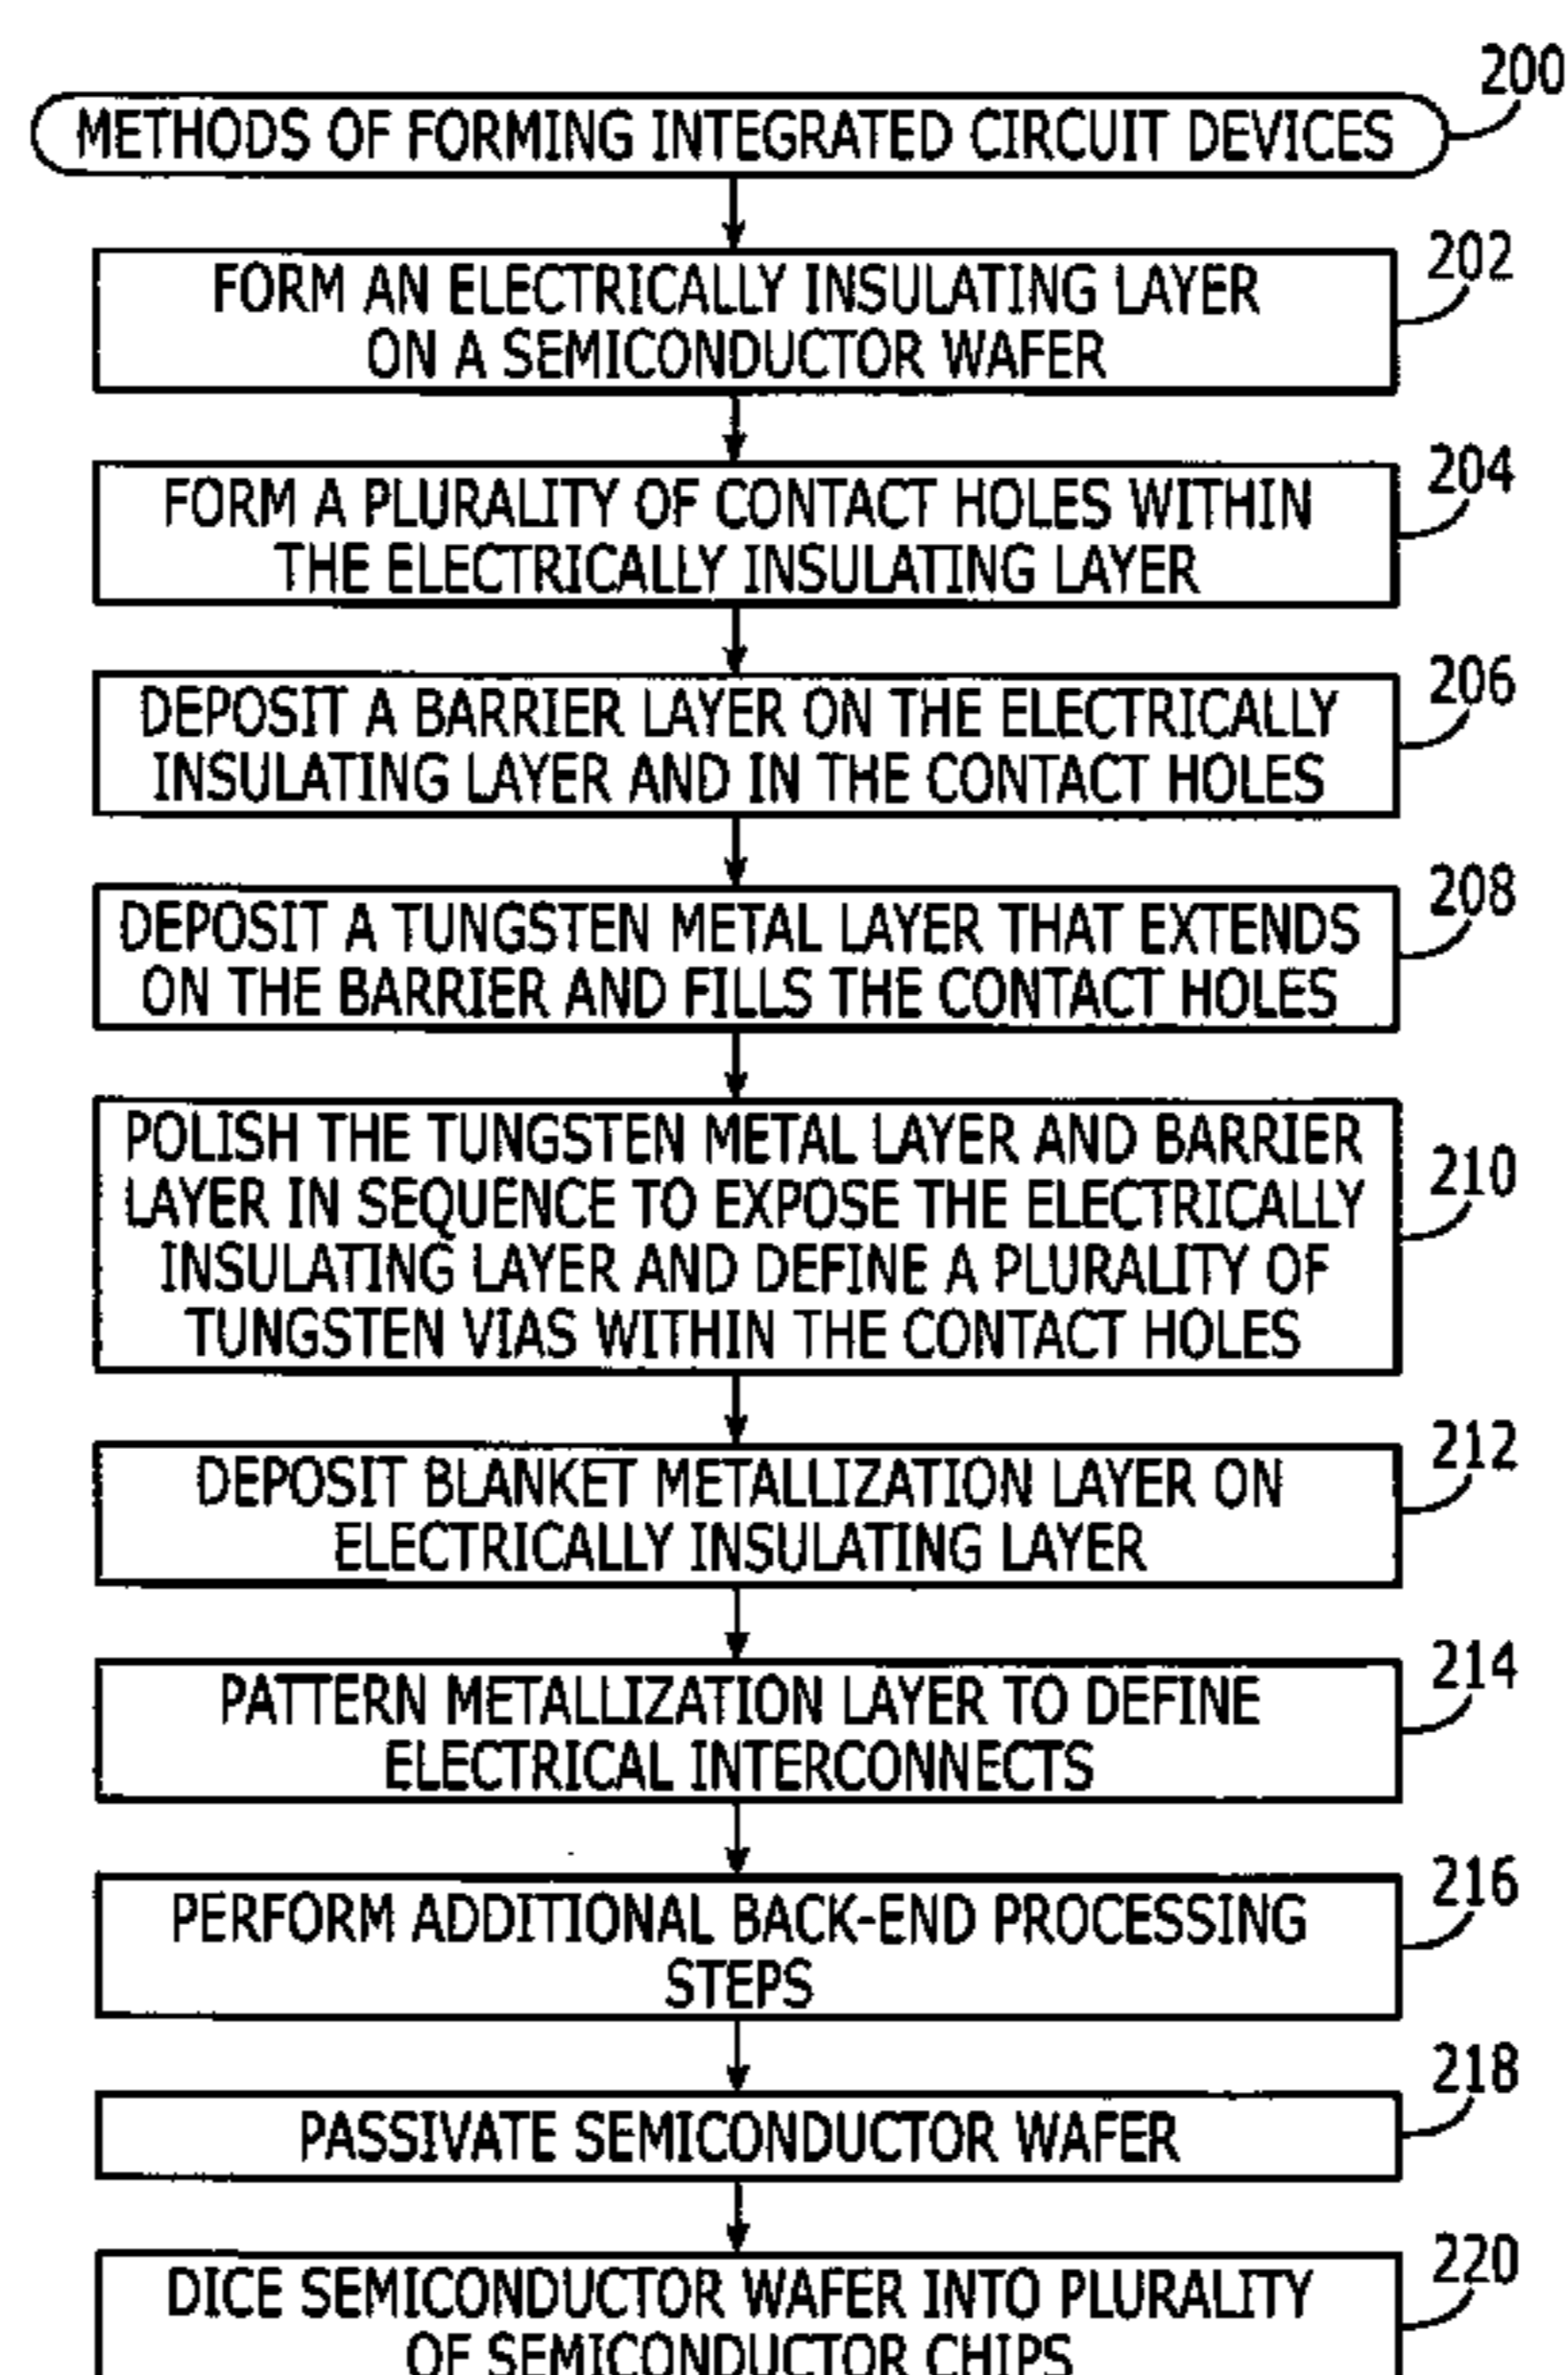 200
METHODS OF FORMING INTEGRATED CIRCUIT DEVICES
202
FORM AN ELECTRICALLY INSULATING LAYER
ON A SEMICONDUCTOR WAFER
204
FORM A PLURALITY OF CONTACT HOLES WITHIN
THE ELECTRICALLY INSULATING LAYER
206
DEPOSIT A BARRIER LAYER ON THE ELECTRICALLY
INSULATING LAYER AND IN THE CONTACT HOLES
208
DEPOSIT A TUNGSTEN METAL LAYER THAT EXTENDS
ON THE BARRIER AND FILLS THE CONTACT HOLES
210
POLISH THE TUNGSTEN METAL LAYER AND BARRIER
LAYER IN SEQUENCE TO EXPOSE THE ELECTRICALLY
INSULATING LAYER AND DEFINE A PLURALITY OF
TUNGSTEN VIAS WITHIN THE CONTACT HOLES
212
DEPOSIT BLANKET METALLIZATION LAYER ON
ELECTRICALLY INSULATING LAYER
214
PATTERN METALLIZATION LAYER TO DEFINE
ELECTRICAL INTERCONNECTS
216
PERFORM ADDITIONAL BACK-END PROCESSING
STEPS
218
PASSIVATE SEMICONDUCTOR WAFER
220
DICE SEMICONDUCTOR WAFER INTO PLURALITY
OF SEMICONDUCTOR CHIPS